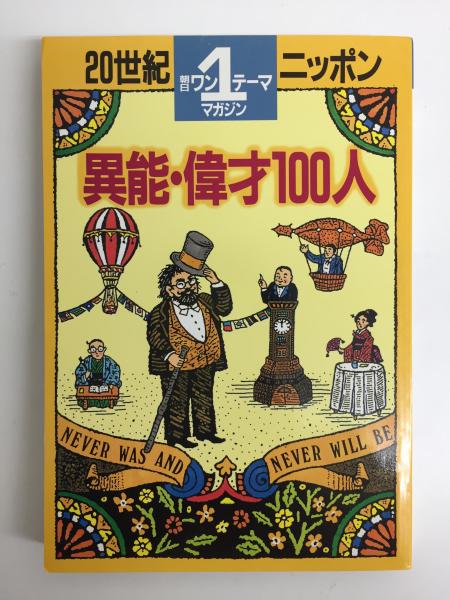 20世紀
朝日ワン1テーマ
マガジン
ニッポン
異能・偉才100人
NEVER WAS AND
NEVER WILL BE